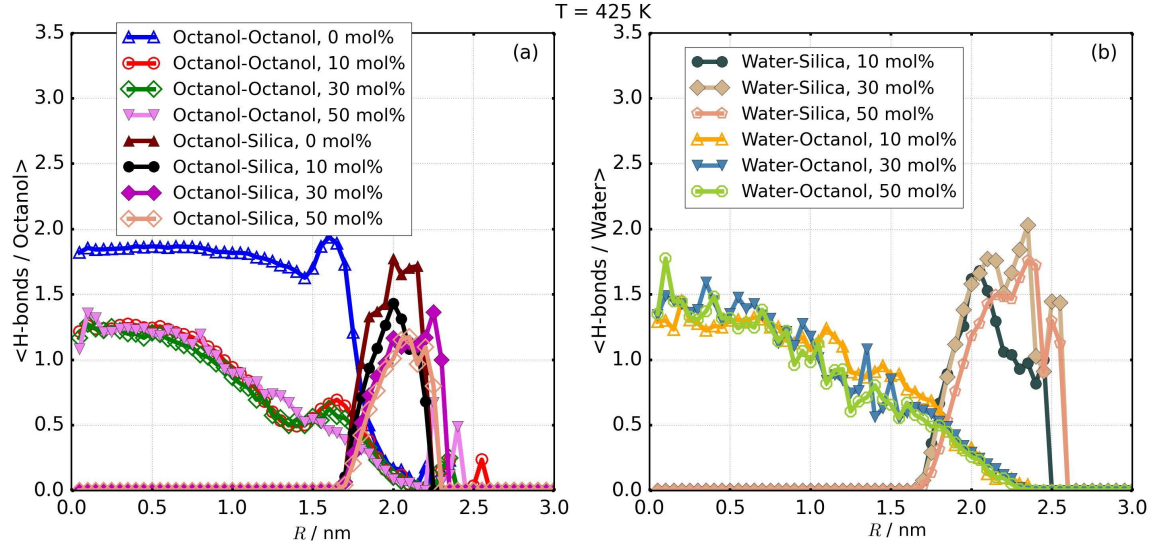 T = 425 K
<H-bonds / Octanol>
3.5
3.0
2.5
2.0
1.5
1.0
0.5
0.0
Octanol-Octanol, 0 mol%
Octanol-Octanol, 10 mol%
Octanol-Octanol, 30 mol%
Octanol-Octanol, 50 mol%
Octanol-Silica, 0 mol%
Octanol-Silica, 10 mol%
Octanol-Silica, 30 mol%
Octanol-Silica, 50 mol%
(a)
0.0 0.5 1.0 1.5 2.0 2.5 3.0
R / nm
<H-bonds / Water>
3.5
3.0
2.5
2.0
1.5
1.0
0.5
0.0
Water-Silica, 10 mol%
Water-Silica, 30 mol%
Water-Silica, 50 mol%
Water-Octanol, 10 mol%
Water-Octanol, 30 mol%
Water-Octanol, 50 mol%
(b)
0.0 0.5 1.0 1.5 2.0 2.5 3.0
R / nm